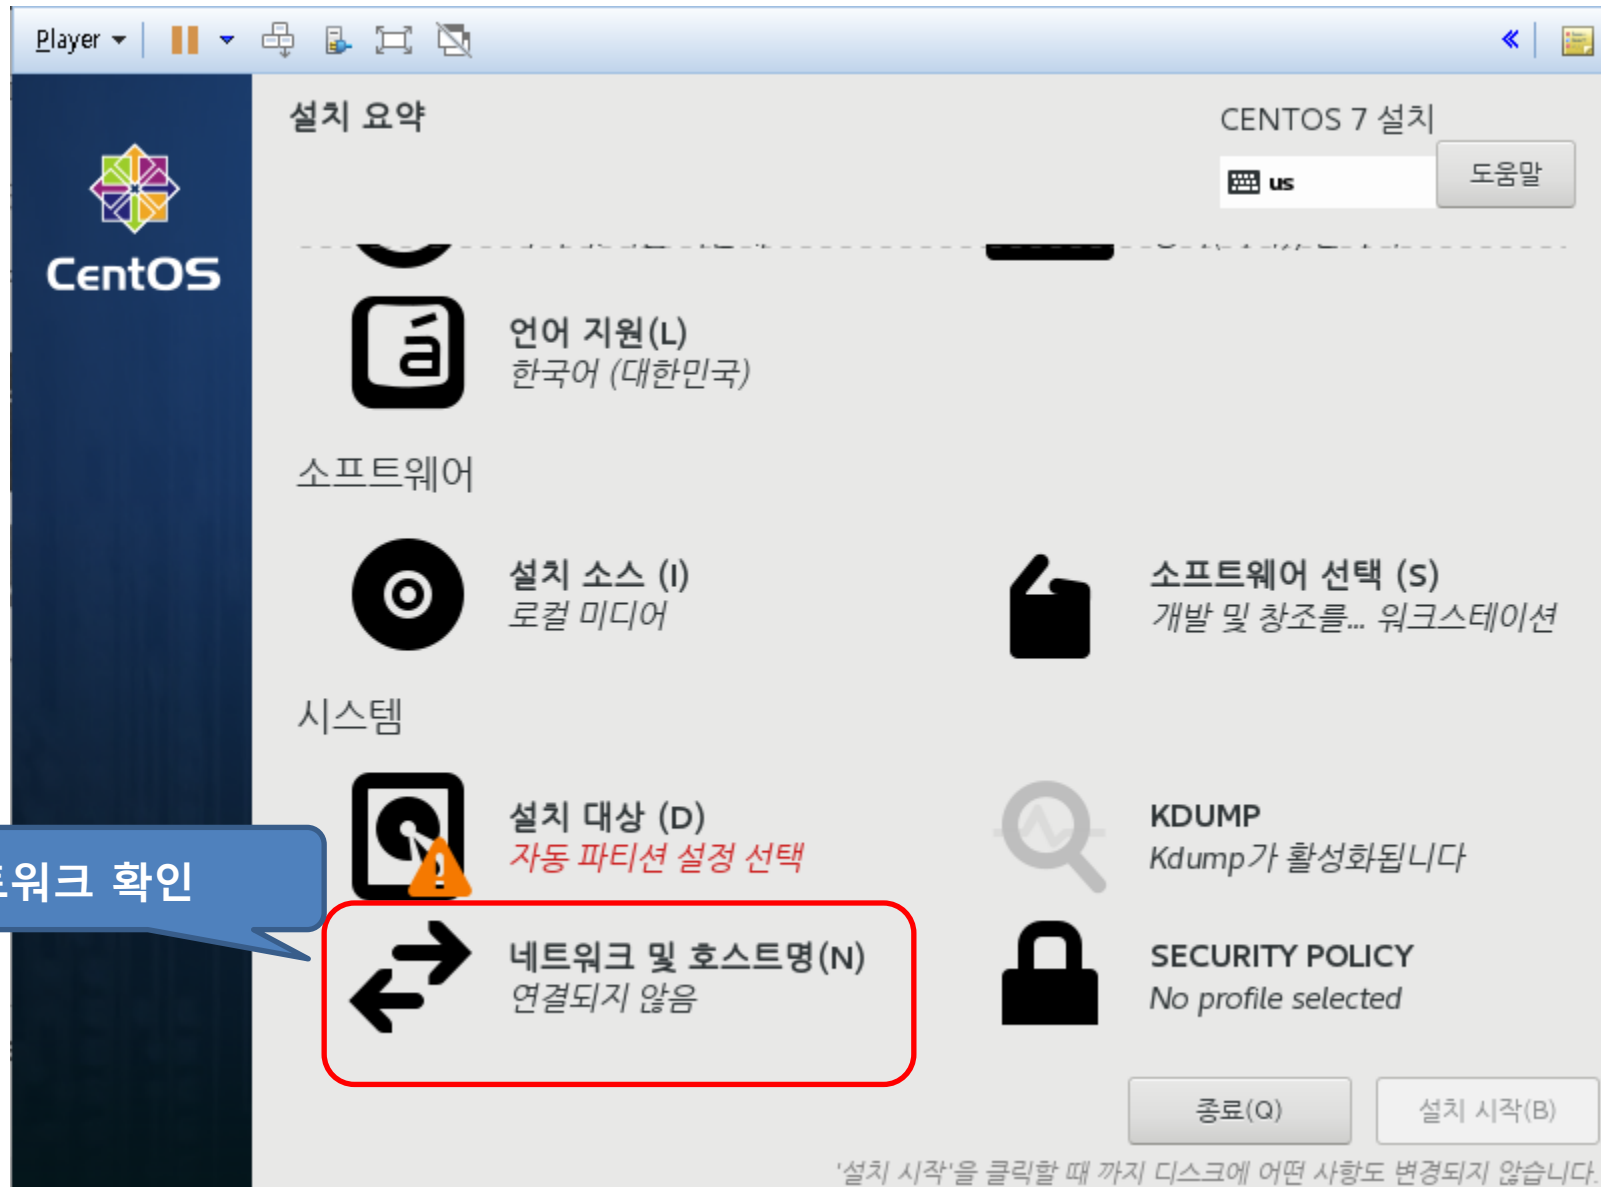 Player
설치 요약
CENTOS 7 설치
us
도움말
CentOS
언어 지원(L)
한국어 (대한민국)
소프트웨어
설치 소스 (I)
로컬 미디어
소프트웨어 선택 (S)
개발 및 창조를... 워크스테이션
시스템
설치 대상 (D)
자동 파티션 설정 선택
KDUMP
Kdump가 활성화됩니다
확인
네트워크 및 호스트명(N)
연결되지 않음
SECURITY POLICY
No profile selected
종료(Q)
설치 시작(B)
'설치 시작'을 클릭할 때 까지 디스크에 어떤 사항도 변경되지 않습니다.